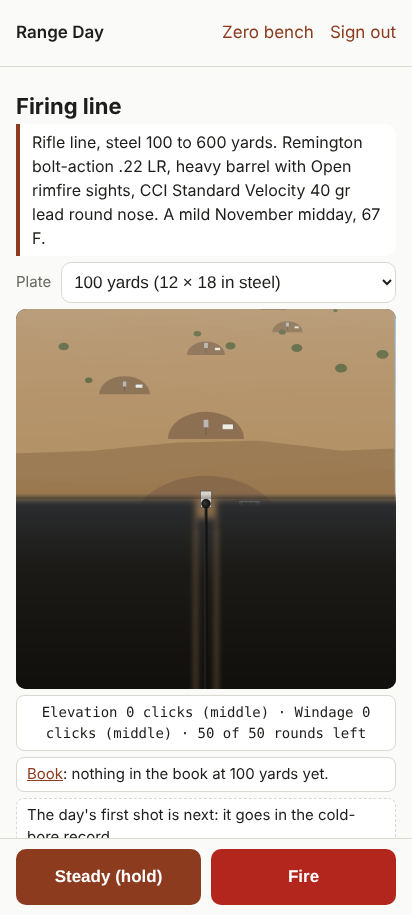 Range Day
Zero bench
Sign out
Firing line
Rifle line, steel 100 to 600 yards. Remington
bolt-action .22 LR, heavy barrel with Open
rimfire sights, CCI Standard Velocity 40 gr
lead round nose. A mild November midday, 67
F.
Plate
100 yards (12 × 18 in steel)
Elevation 0 clicks (middle) · Windage 0
clicks (middle) · 50 of 50 rounds left
Book: nothing in the book at 100 yards yet.
The day's first shot is next: it goes in the cold-
bore record
Steady (hold)
Fire